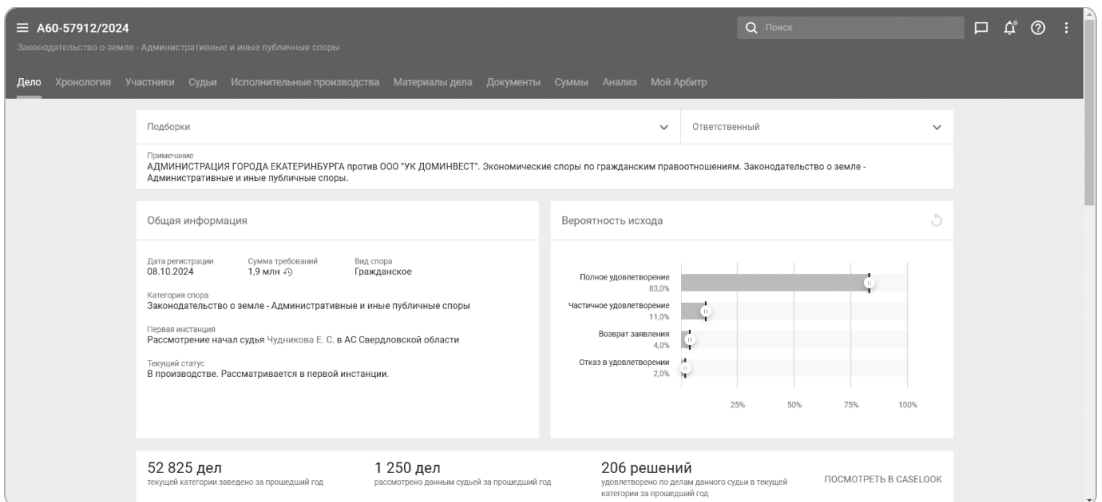 А60-57912/2024
Поиск
Законодательство о земле - Административные и иные публичные споры
Дело Хронология Участники Судьи Исполнительные производства Материалы дела Документы Суммы Анализ Мой Арбитр
Подборки
Ответственный
Примечание
АДМИНИСТРАЦИЯ ГОРОДА ЕКАТЕРИНБУРГА против ООО "УК ДОМИНВЕСТ". Экономические споры по гражданским правоотношениям. Законодательство о земле -
Административные и иные публичные споры.
Общая информация
Дата регистрации Сумма требований Вид спора
08.10.2024 1,9 млн Гражданское
Категория спора
Законодательство о земле - Административные и иные публичные споры
Первая инстанция
Рассмотрение начал судья Чудникова Е. С. в АС Свердловской области
Текущий статус
В производстве. Рассматривается в первой инстанции.
Вероятность исхода
Полное удовлетворение
83,0%
Частичное удовлетворение
11,0%
Возврат заявления
4,0%
Отказ в удовлетворении
2,0%
25% 50% 75% 100%
52 825 дел
текущей категории заведено за прошедший год
1 250 дел
рассмотрено данным судьей за прошедший год
206 решений
удовлетворено по делам данного судьи в текущей
категории за прошедший год
ПОСМОТРЕТЬ В CASELOOK